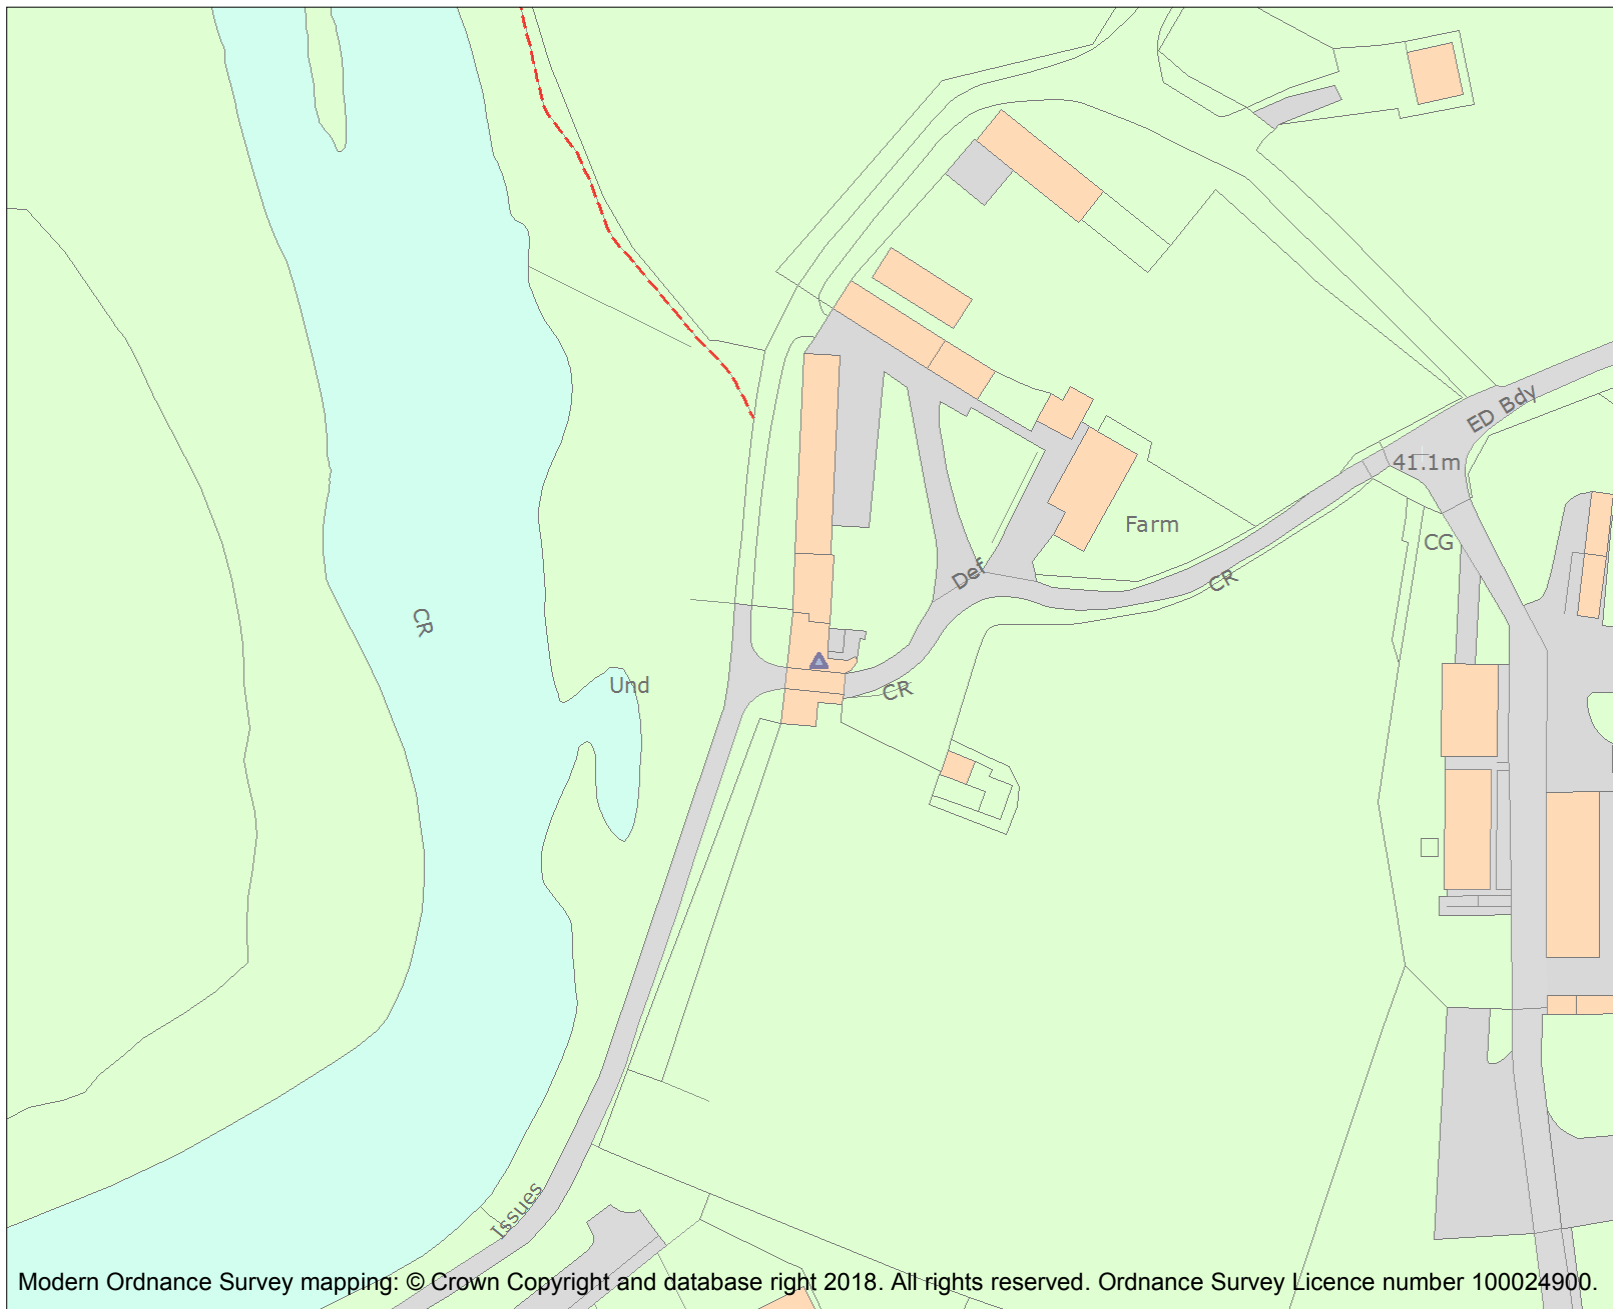 ED Bdy
41.1m
Farm
CG
Def
CR
CR
Und
CR
Issues
Modern Ordnance Survey mapping: © Crown Copyright and database right 2018. All rights reserved. Ordnance Survey Licence number 100024900.